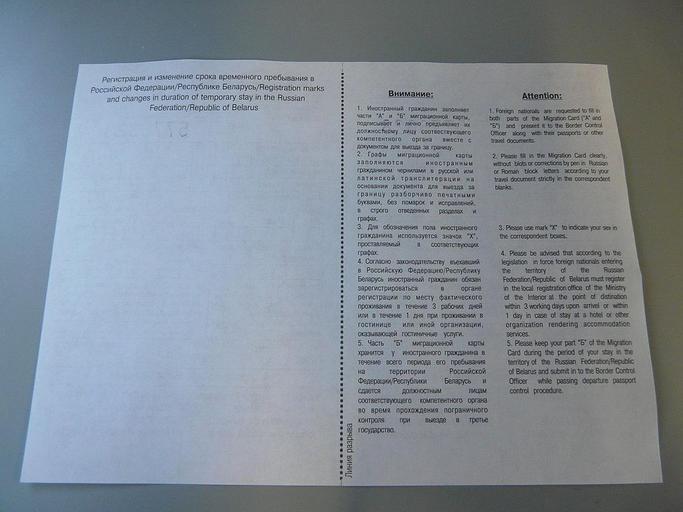 Регистрация и изменение срока временного пребывания в
Российской Федерации/Республике Беларусь/Registration marks
and changes in duration of temporary stay in the Russian
Federation/Republic of Belarus
Внимание:
1. Иностранный гражданин заполняет
части "А" и "Б" миграционной карты,
подписывает и лично предъявляет их
должностному лицу соотвествующего
компетентного органа вместе с
документом для выезда за границу.
2. Графы миграционной карты
заполняются иностранным
гражданином чернилами в русской или
латинской транслитерации на
основании документа для выезда за
границу разборчиво печатными
буквами, без помарок и исправлений,
в строго отведенных разделах и
графах.
3. Для обозначения пола иностранного
гражданина используется значок "X",
проставляемый в соответствующих
графах.
4. Согласно законодательству въехавший
в Российскую Федерацию/Республику
Беларусь иностранный гражданин обязан
зарегистрироваться в органе
регистрации по месту фактического
проживания в течение 3 рабочих дней
или в течение 1 дня при проживании в
гостинице или иной организации,
оказывающей гостиничные услуги.
5. Часть "Б" миграционной карты
хранится у иностранного гражданина в
течение всего периода его пребывания
на территории Российской
Федерации/Республики Беларусь и
сдается должностным лицам
соответствующего компетентного органа
во время прохождения пограничного
контроля при выезде в третье
государство.
Линия разрыва
Attention:
1. Foreign nationals are requested to fill in
both parts of the Migration Card ("А" and
"Б") and present it to the Border Control
Officer along with their passports or other
travel documents.
2. Please fill in the Migration Card clearly,
without blots or corrections by pen in Russian
or Roman block letters according to your
travel document strictly in the correspondent
blanks.
3. Please use mark "X" to indicate your sex in
the correspondent boxes.
4. Please be advised that according to the
legislation in force foreign nationals entering
the territory of the Russian
Federation/Republic of Belarus must register
in the local registration office of the Ministry
of the Interior at the point of distination
within 3 working days upon arrival or within
1 day in case of stay at a hotel or other
organization rendering accommodation
services.
5. Please keep your part "Б" of the Migration
Card during the period of your stay in the
territory of the Russian Federation/Republic
of Belarus and submit in to the Border Control
Officer while passing departure passport
control procedure.